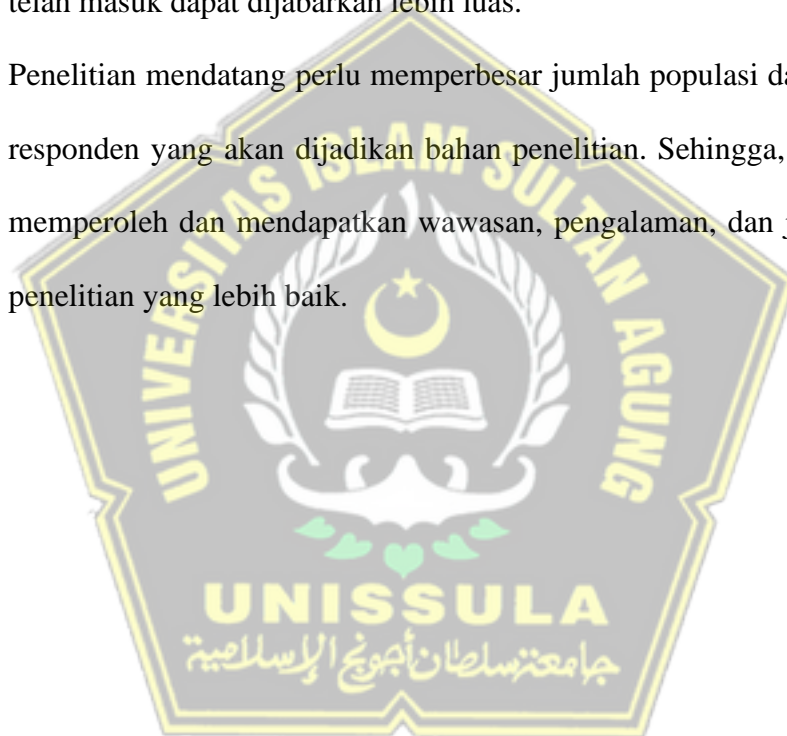 telah masuk dapat dijabarkan lebih luas.
Penelitian mendatang perlu memperbesar jumlah populasi
responden yang akan dijadikan bahan penelitian. Sehingga,
memperoleh dan mendapatkan wawasan, pengalaman, dan
penelitian yang lebih baik.
UNIVERSITAS ISLAM SULTAN AGUNG
UNISSULA
جامعة سلطان أجونج الإسلامية